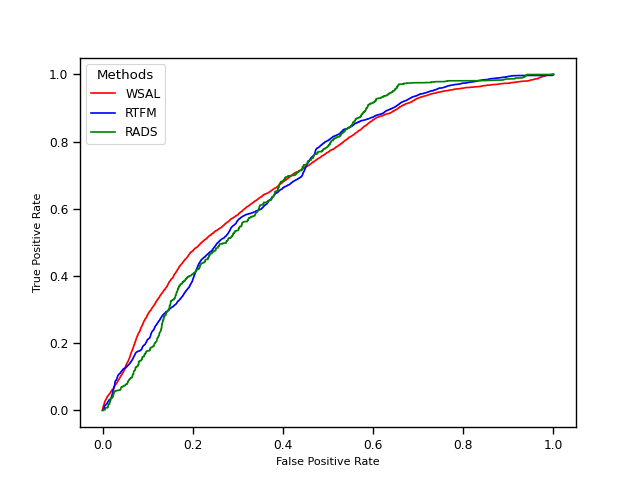 Methods
WSAL
RTFM
RADS
1.0
0.8
0.6
0.4
0.2
0.0
True Positive Rate
0.0 0.2 0.4 0.6 0.8 1.0
False Positive Rate